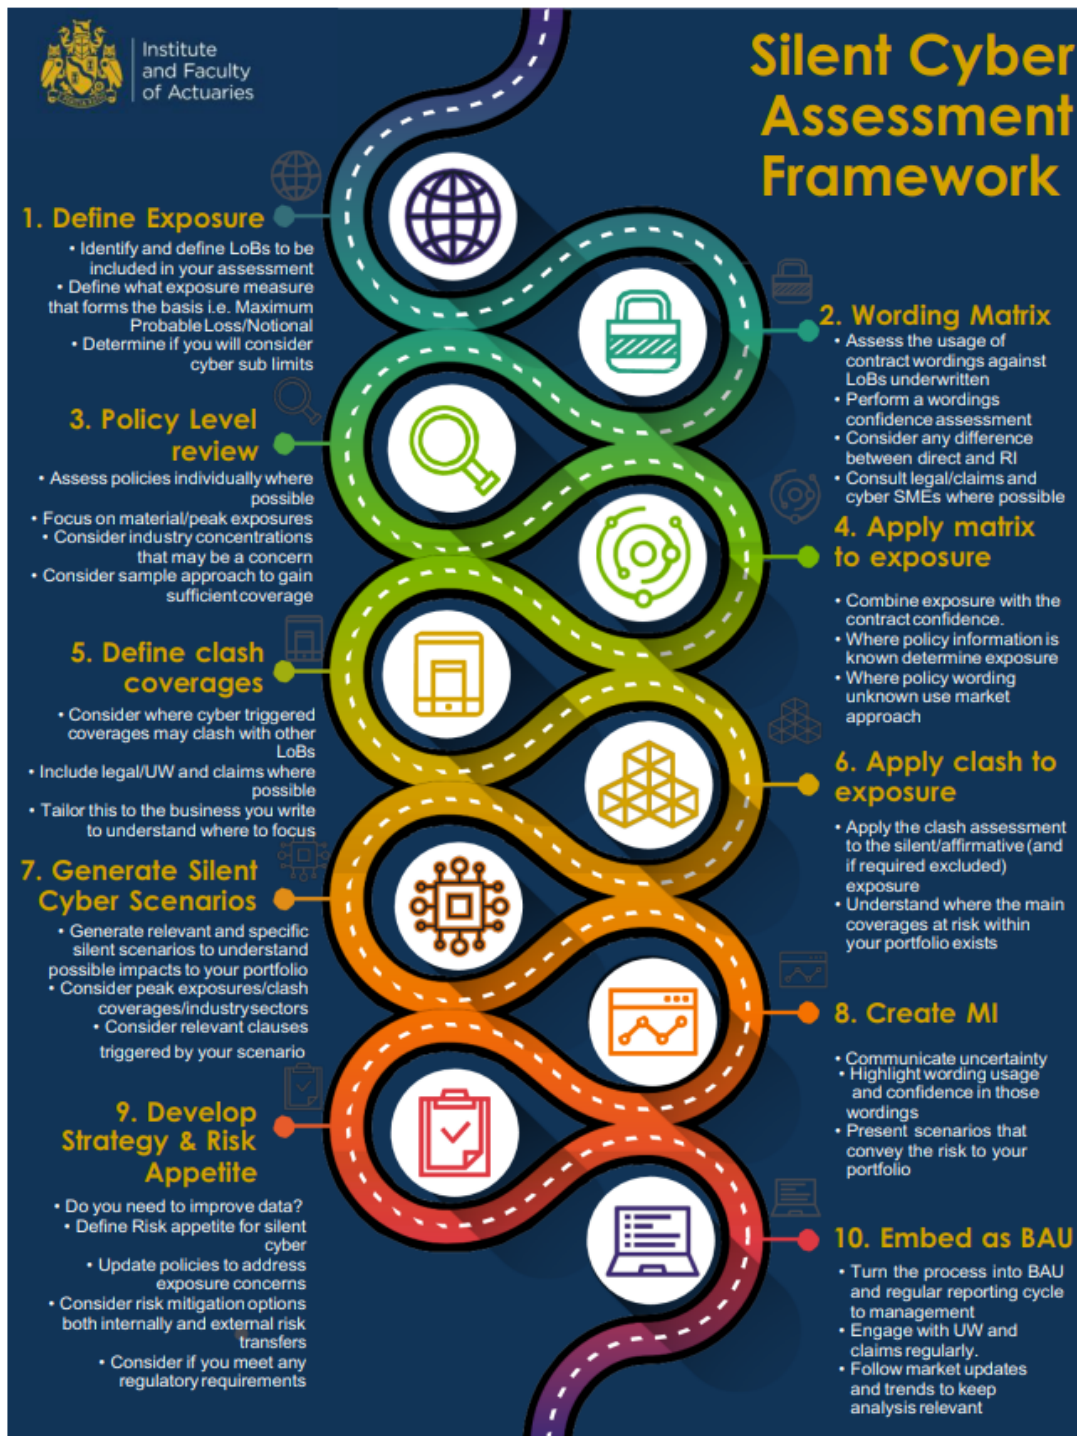 Institute
and Faculty
of Actuaries
Silent Cyber
Assessment
Framework
1. Define Exposure
• Identify and define LoBs to be
included in your assessment
• Define what exposure measure
that forms the basis i.e. Maximum
Probable Loss/Notional
• Determine if you will consider
cyber sub limits
2. Wording Matrix
• Assess the usage of
contract wordings against
LoBs underwritten
• Perform a wordings
confidence assessment
• Consider any difference
between direct and RI
• Consult legal/claims and
cyber SMEs where possible
3. Policy Level
review
• Assess policies individually where
possible
• Focus on material/peak exposures
• Consider industry concentrations
that may be a concern
• Consider sample approach to gain
sufficient coverage
4. Apply matrix
to exposure
• Combine exposure with the
contract confidence.
• Where policy information is
known determine exposure
• Where policy wording
unknown use market
approach
5. Define clash
coverages
• Consider where cyber triggered
coverages may clash with other
LoBs
• Include legal/UW and claims where
possible
• Tailor this to the business you write
to understand where to focus
6. Apply clash to
exposure
• Apply the clash assessment
to the silent/affirmative (and
if required excluded)
exposure
• Understand where the main
coverages at risk within
your portfolio exists
7. Generate Silent
Cyber Scenarios
• Generate relevant and specific
silent scenarios to understand
possible impacts to your portfolio
• Consider peak exposures/clash
coverages/industry sectors
• Consider relevant clauses
triggered by your scenario
8. Create MI
• Communicate uncertainty
• Highlight wording usage
and confidence in those
wordings
• Present scenarios that
convey the risk to your
portfolio
9. Develop
Strategy & Risk
Appetite
• Do you need to improve data?
• Define Risk appetite for silent
cyber
• Update policies to address
exposure concerns
• Consider risk mitigation options
both internally and external risk
transfers
• Consider if you meet any
regulatory requirements
10. Embed as BAU
• Turn the process into BAU
and regular reporting cycle
to management
• Engage with UW and
claims regularly.
• Follow market updates
and trends to keep
analysis relevant